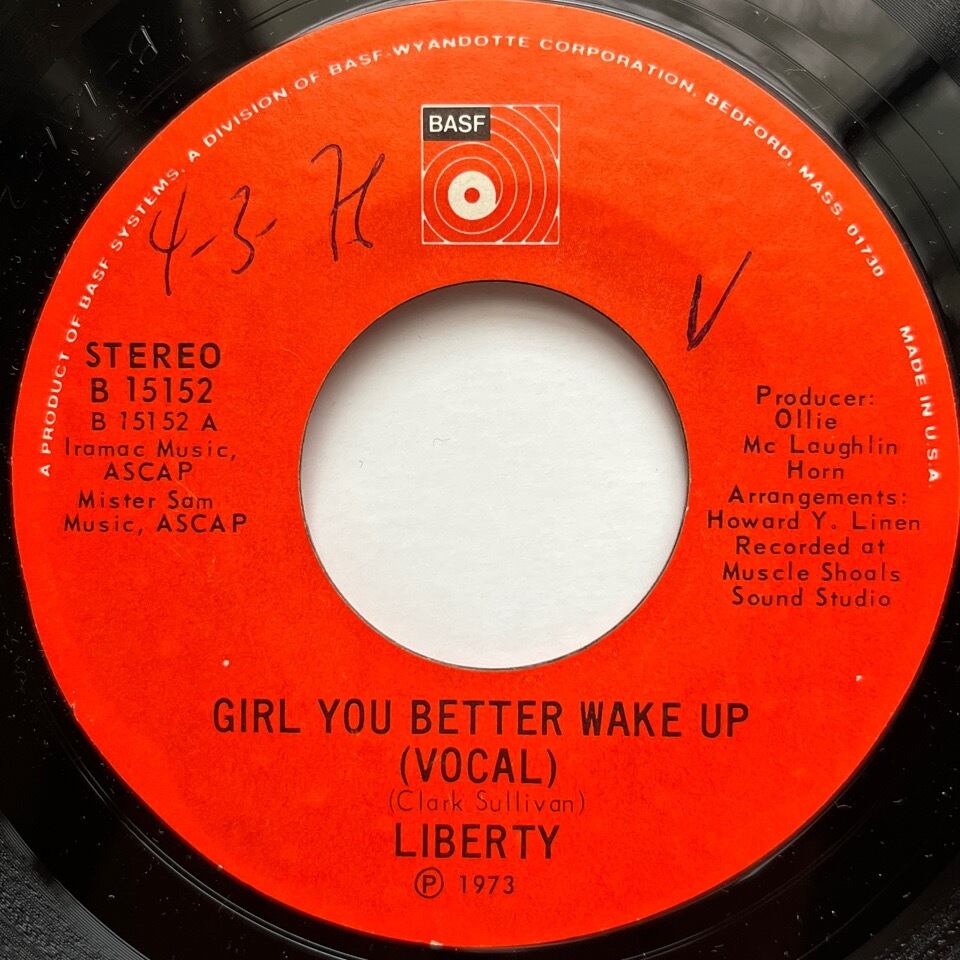 A PRODUCT OF BASF SYSTEMS, A DIVISION OF BASF-WYANDOTTE CORPORATION, BEDFORD, MASS. 01730
MADE IN U.S.A.
BASF
4-3- H
V
STEREO
B 15152
B 15152 A
Iramac Music,
ASCAP
Mister Sam
Music, ASCAP
Producer:
Ollie
Mc Laughlin
Horn
Arrangements:
Howard Y. Linen
Recorded at
Muscle Shoals
Sound Studio
GIRL YOU BETTER WAKE UP
(VOCAL)
(Clark Sullivan)
LIBERTY
Ⓟ 1973